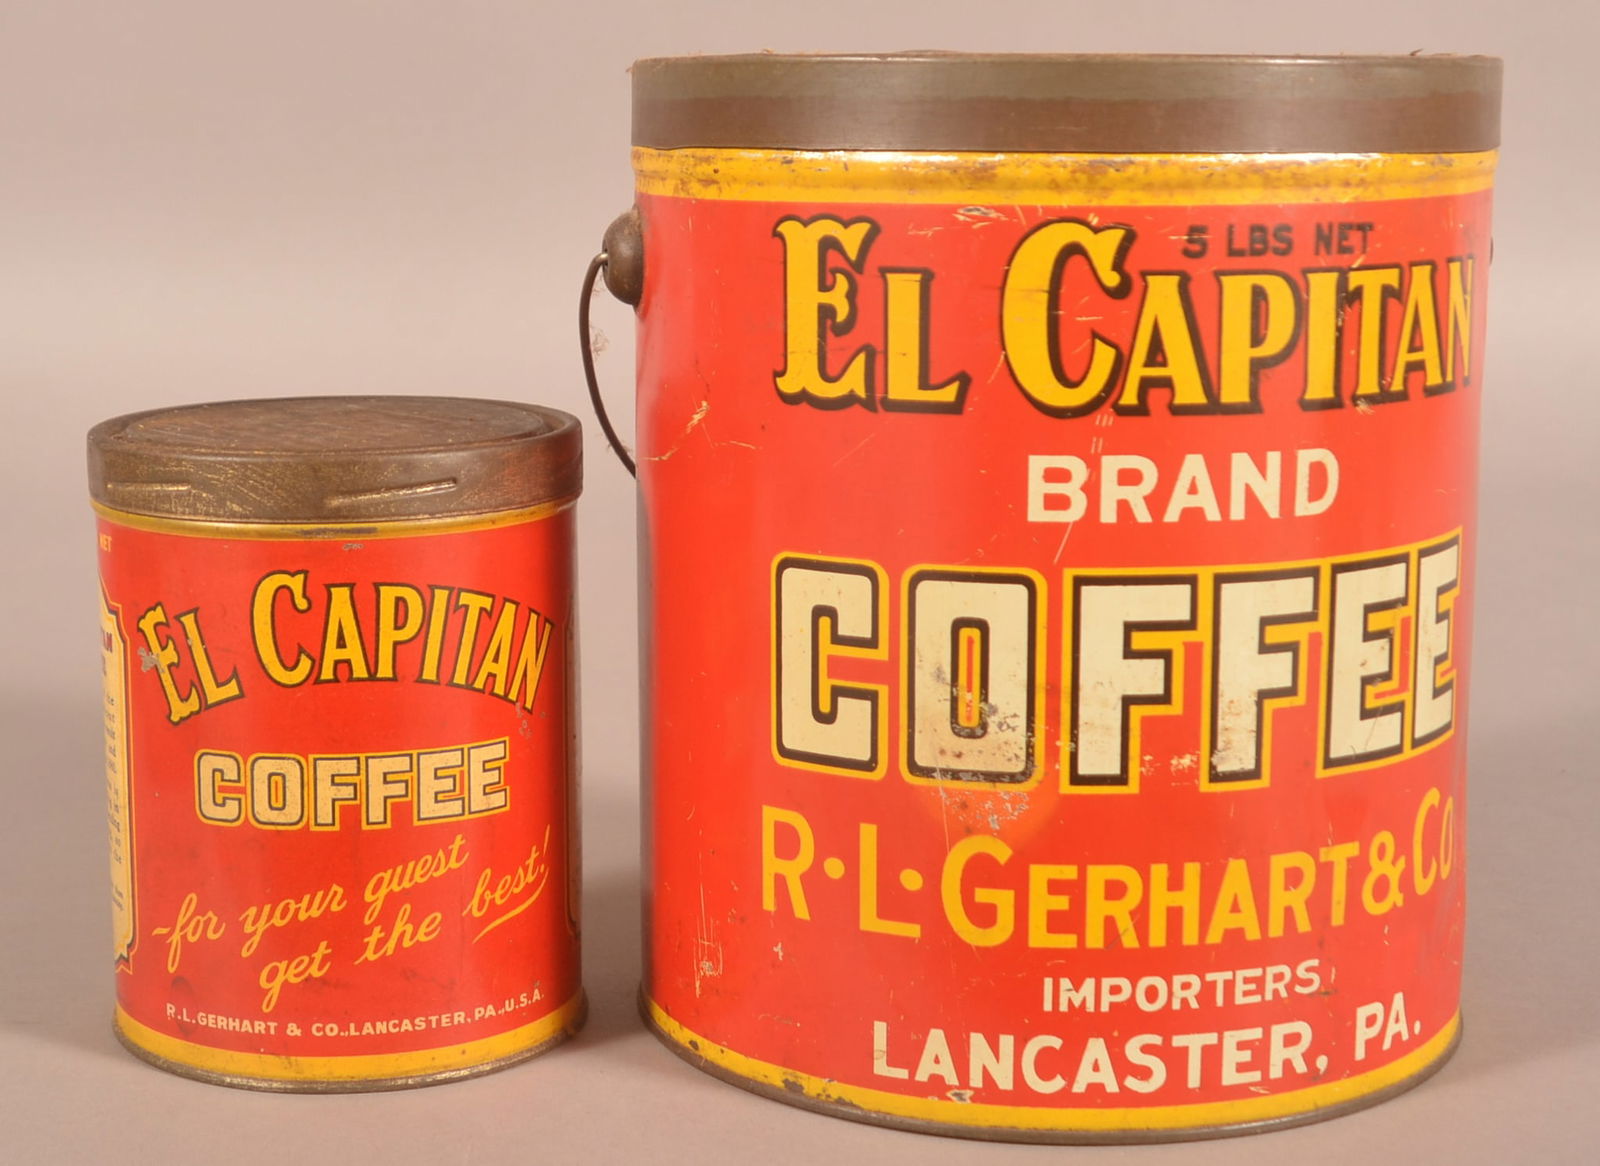 NET
EL CAPITAN
COFFEE
~for your guest
get the best!
R.L.GERHART & CO.,LANCASTER,PA.,U.S.A.
5 LBS NET
EL CAPITAN
BRAND
COFFEE
R·L·GERHART & Co
IMPORTERS
LANCASTER, PA.